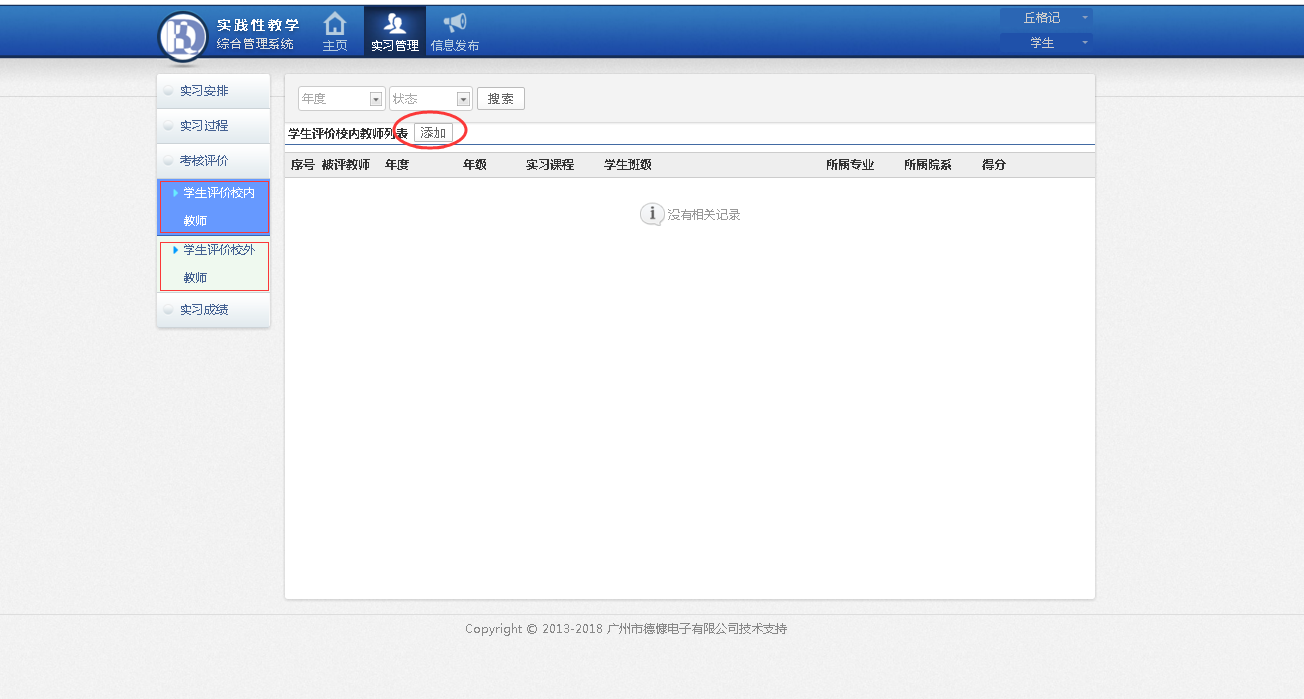 实践性教学
综合管理系统
主页
实习管理
信息发布
丘格记
学生
实习安排
实习过程
考核评价
学生评价校内
教师
学生评价校外
教师
实习成绩
年度 状态 搜索
学生评价校内教师列表 添加
序号 被评教师 年度 年级 实习课程 学生班级 所属专业 所属院系 得分
没有相关记录
Copyright © 2013-2018 广州市德慷电子有限公司技术支持